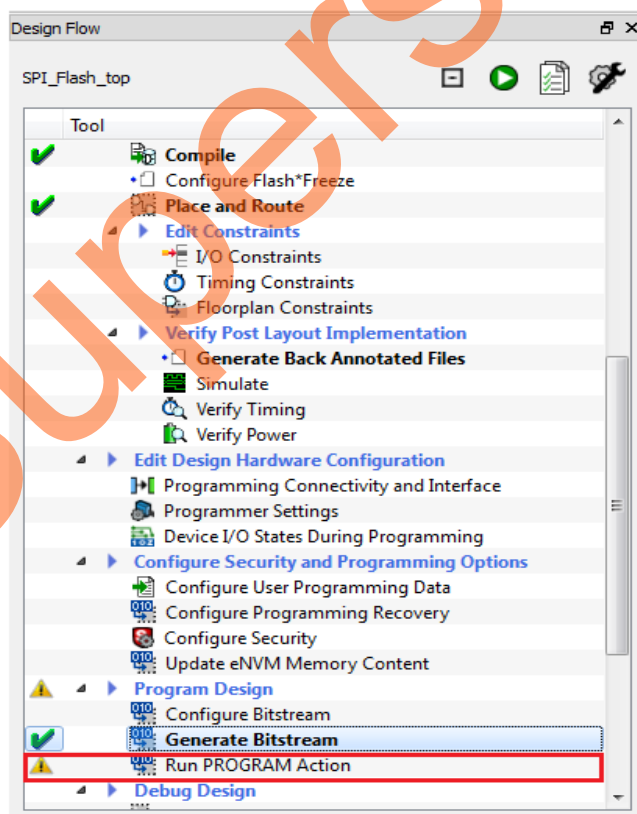 Design Flow
SPI_Flash_top
Tool
Compile
Configure Flash*Freeze
Place and Route
Edit Constraints
I/O Constraints
Timing Constraints
Floorplan Constraints
Verify Post Layout Implementation
Generate Back Annotated Files
Simulate
Verify Timing
Verify Power
Edit Design Hardware Configuration
Programming Connectivity and Interface
Programmer Settings
Device I/O States During Programming
Configure Security and Programming Options
Configure User Programming Data
Configure Programming Recovery
Configure Security
Update eNVM Memory Content
Program Design
Configure Bitstream
Generate Bitstream
Run PROGRAM Action
Debug Design